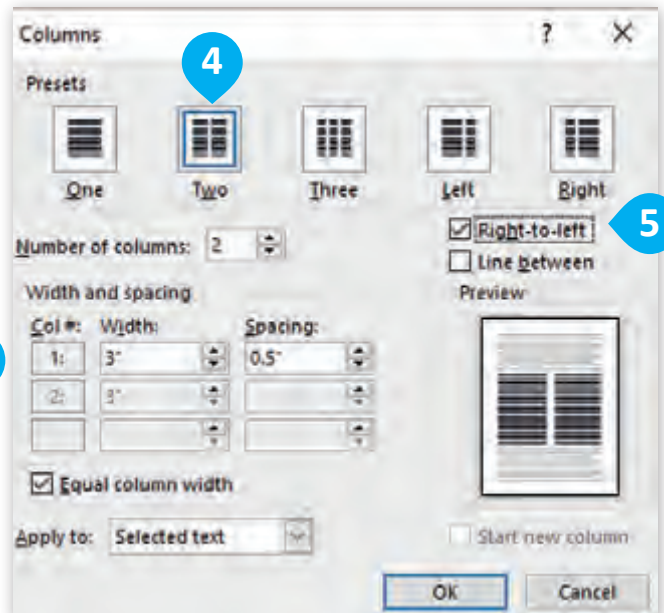 Columns ? ×
4
Presets
One Two Three Left Right
Number of columns: 2
Right-to-left 5
Line between
Width and spacing
Preview
Col #: Width: Spacing:
1: 3" 0.5"
2: 3"
Equal column width
Apply to: Selected text
Start new column
OK Cancel